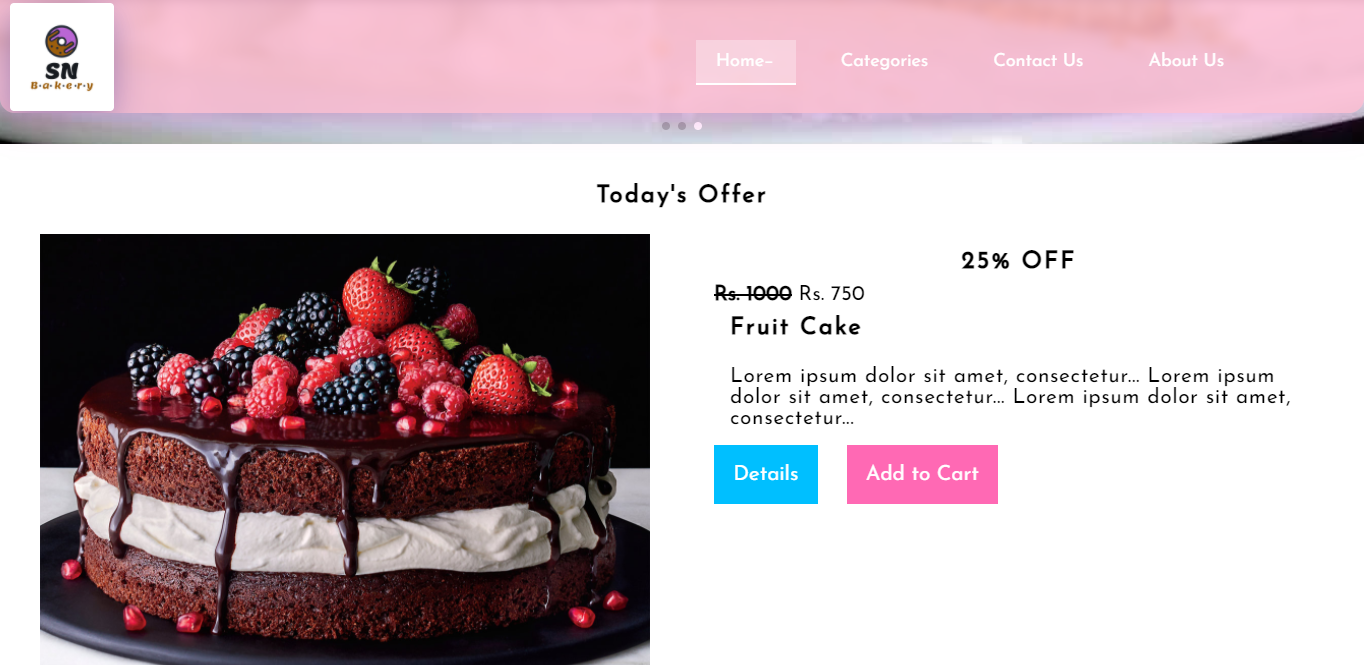 SN
B·a·k·e·r·y
Home~ Categories Contact Us About Us
Today's Offer
25% OFF
Rs. 1000 Rs. 750
Fruit Cake
Lorem ipsum dolor sit amet, consectetur... Lorem ipsum
dolor sit amet, consectetur... Lorem ipsum dolor sit amet,
consectetur...
Details Add to Cart